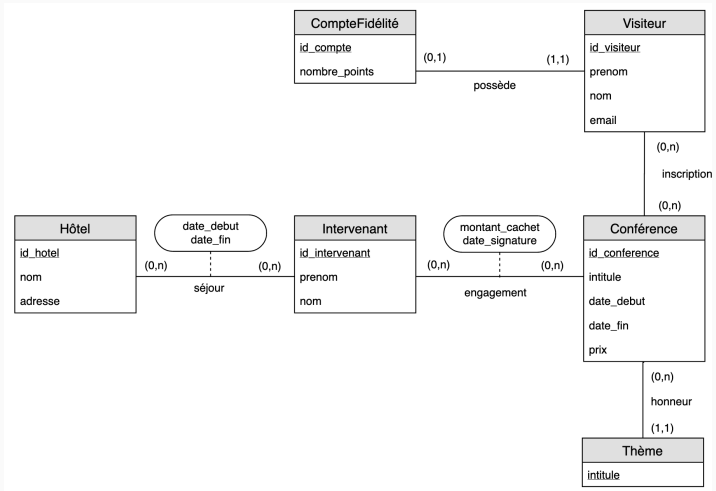 CompteFidélité
id_compte
nombre_points
(0,1)
(1,1)
possède
Visiteur
id_visiteur
prenom
nom
email
(0,n)
inscription
(0,n)
Hôtel
id_hotel
nom
adresse
date_debut
date_fin
(0,n)
(0,n)
séjour
Intervenant
id_intervenant
prenom
nom
montant_cachet
date_signature
(0,n)
(0,n)
engagement
Conférence
id_conference
intitule
date_debut
date_fin
prix
(0,n)
honneur
(1,1)
Thème
intitule